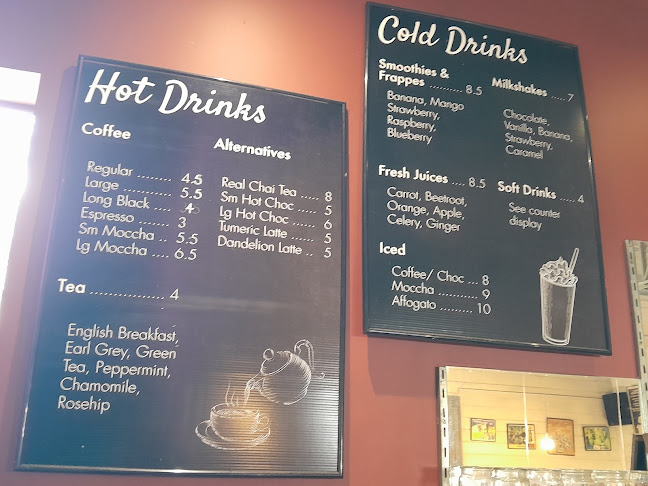 Hot Drinks
Coffee
Regular ........ 4.5
Large ............ 5.5
Long Black .... 4
Espresso ....... 3
Sm Moccha .. 5.5
Lg Moccha .... 6.5
Tea ................ 4
English Breakfast,
Earl Grey, Green
Tea, Peppermint,
Chamomile,
Rosehip
Alternatives
Real Chai Tea ..... 8
Sm Hot Choc ..... 5
Lg Hot Choc ...... 6
Tumeric Latte ...... 5
Dandelion Latte .. 5
Cold Drinks
Smoothies &
Frappes .......... 8.5
Banana, Mango
Strawberry,
Raspberry,
Blueberry
Milkshakes ..... 7
Chocolate,
Vanilla, Banana,
Strawberry,
Caramel
Fresh Juices .... 8.5
Carrot, Beetroot,
Orange, Apple,
Celery, Ginger
Soft Drinks ..... 4
See counter
display
Iced
Coffee/ Choc ... 8
Moccha ........... 9
Affogato ......... 10